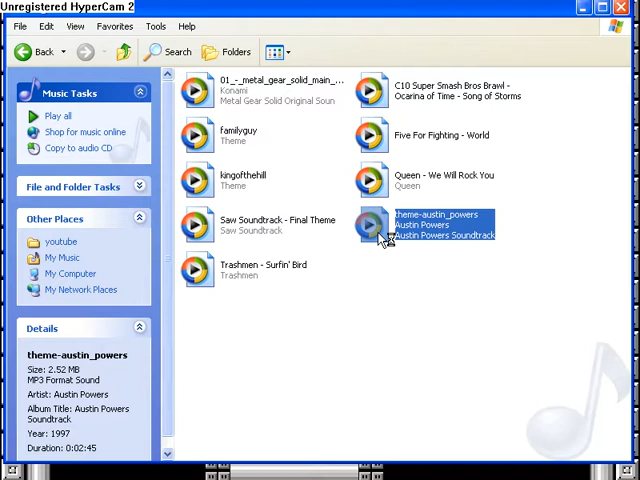 Unregistered HyperCam 2
File Edit View Favorites Tools Help
Back Search Folders
Music Tasks
Play all
Shop for music online
Copy to audio CD
File and Folder Tasks
Other Places
youtube
My Music
My Computer
My Network Places
Details
theme-austin_powers
Size: 2.52 MB
MP3 Format Sound
Artist: Austin Powers
Album Title: Austin Powers
Soundtrack
Year: 1997
Duration: 0:02:45
01_-_metal_gear_solid_main_...
Konami
Metal Gear Solid Original Soun
C10 Super Smash Bros Brawl -
Ocarina of Time - Song of Storms
familyguy
Theme
Five For Fighting - World
kingofthehill
Theme
Queen - We Will Rock You
Queen
Saw Soundtrack - Final Theme
Saw Soundtrack
theme-austin_powers
Austin Powers
Austin Powers Soundtrack
Trashmen - Surfin' Bird
Trashmen